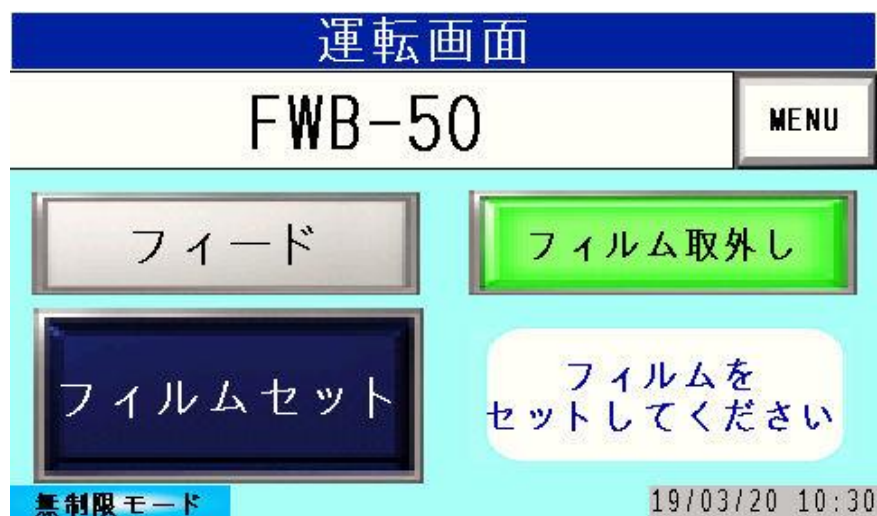 運転画面
FWB-50
MENU
フィード
フィルム取外し
フィルムセット
フィルムを
セットしてください
無制限モード
19/03/20 10:30